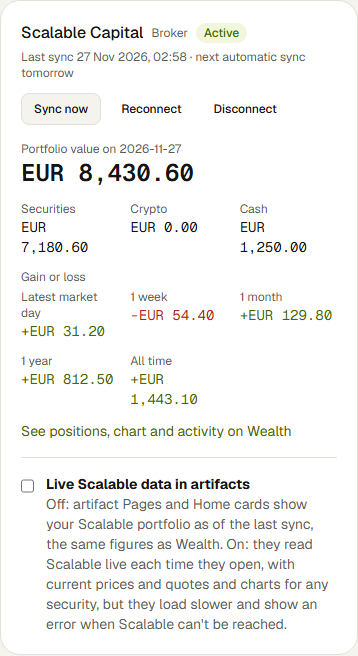 Scalable Capital Broker Active
Last sync 27 Nov 2026, 02:58 · next automatic sync
tomorrow
Sync now Reconnect Disconnect
Portfolio value on 2026-11-27
EUR 8,430.60
Securities Crypto Cash
EUR EUR 0.00 EUR
7,180.60 1,250.00
Gain or loss
Latest market 1 week 1 month
day -EUR 54.40 +EUR 129.80
+EUR 31.20
1 year All time
+EUR 812.50 +EUR
1,443.10
See positions, chart and activity on Wealth
Live Scalable data in artifacts
Off: artifact Pages and Home cards show
your Scalable portfolio as of the last sync,
the same figures as Wealth. On: they read
Scalable live each time they open, with
current prices and quotes and charts for any
security, but they load slower and show an
error when Scalable can't be reached.